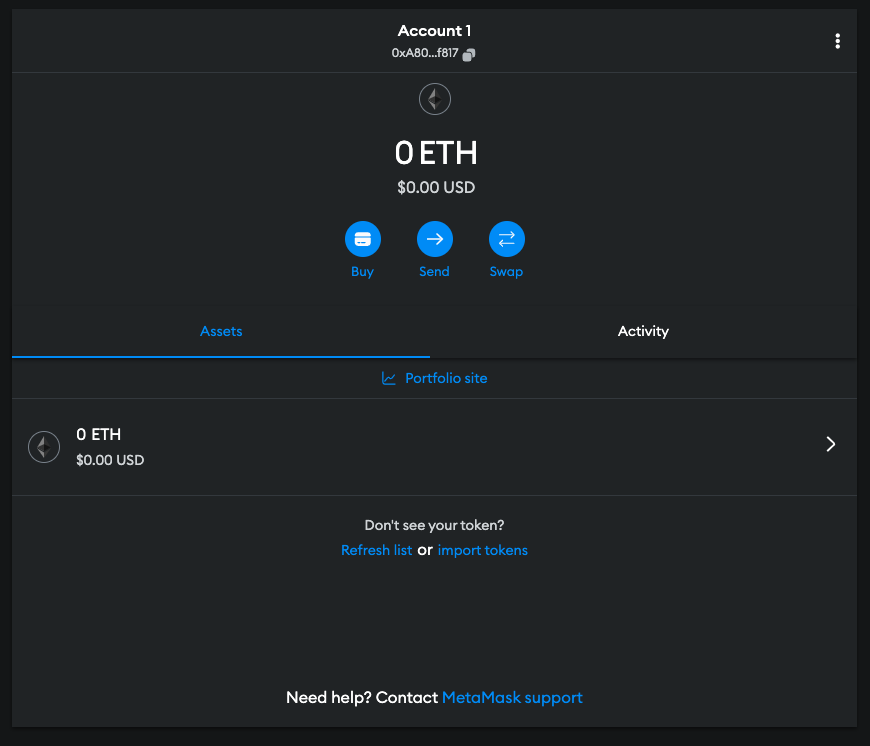 Account 1
0xA80...f817
0 ETH
$0.00 USD
Buy Send Swap
Assets Activity
Portfolio site
0 ETH
$0.00 USD
Don't see your token?
Refresh list or import tokens
Need help? Contact MetaMask support